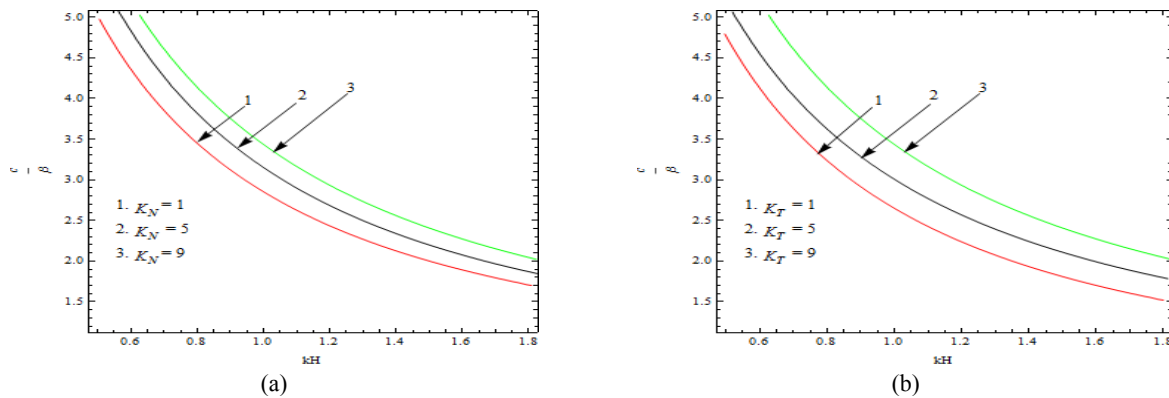 5.0
4.5
4.0
3.5
3.0
2.5
2.0
1.5
c
β
1
2
3
1. K_N = 1
2. K_N = 5
3. K_N = 9
0.6 0.8 1.0 1.2 1.4 1.6 1.8
kH
(a)
5.0
4.5
4.0
3.5
3.0
2.5
2.0
1.5
c
β
1
2
3
1. K_T = 1
2. K_T = 5
3. K_T = 9
0.6 0.8 1.0 1.2 1.4 1.6 1.8
kH
(b)